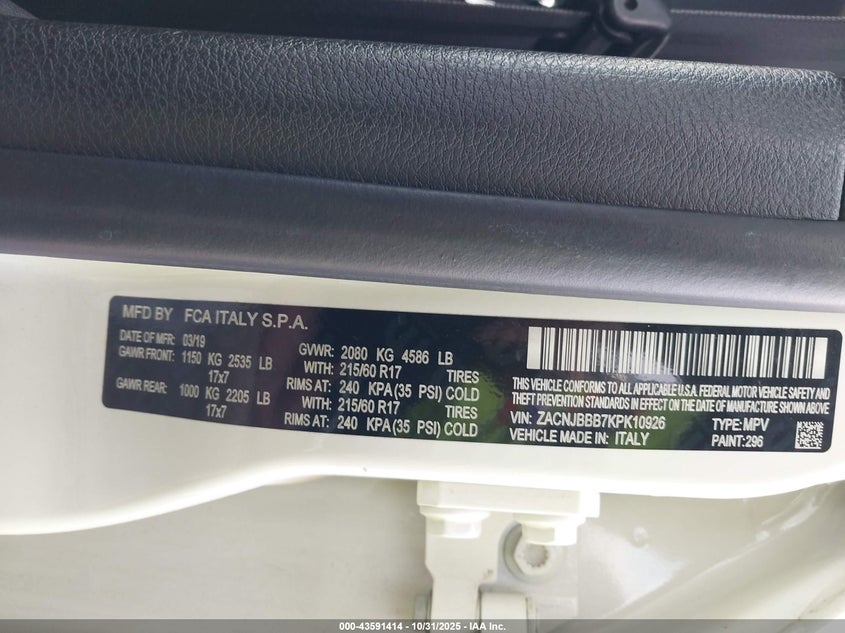 MFD BY FCA ITALY S.P.A.
DATE OF MFR: 03/19
GVWR: 2080 KG 4586 LB
GAWR FRONT: 1150 KG 2535 LB
WITH: 215/60 R17 TIRES
17x7
RIMS AT: 240 KPA (35 PSI) COLD
GAWR REAR: 1000 KG 2205 LB
WITH: 215/60 R17 TIRES
17x7
RIMS AT: 240 KPA (35 PSI) COLD
THIS VEHICLE CONFORMS TO ALL APPLICABLE U.S.A. FEDERAL MOTOR VEHICLE SAFETY AND
THEFT PREVENTION STANDARDS IN EFFECT ON THE DATE OF MANUFACTURE SHOWN ABOVE
VIN: ZACNJBBB7KPK10926 TYPE: MPV
VEHICLE MADE IN: ITALY PAINT: 296
000-43591414 - 10/31/2025 - IAA Inc.